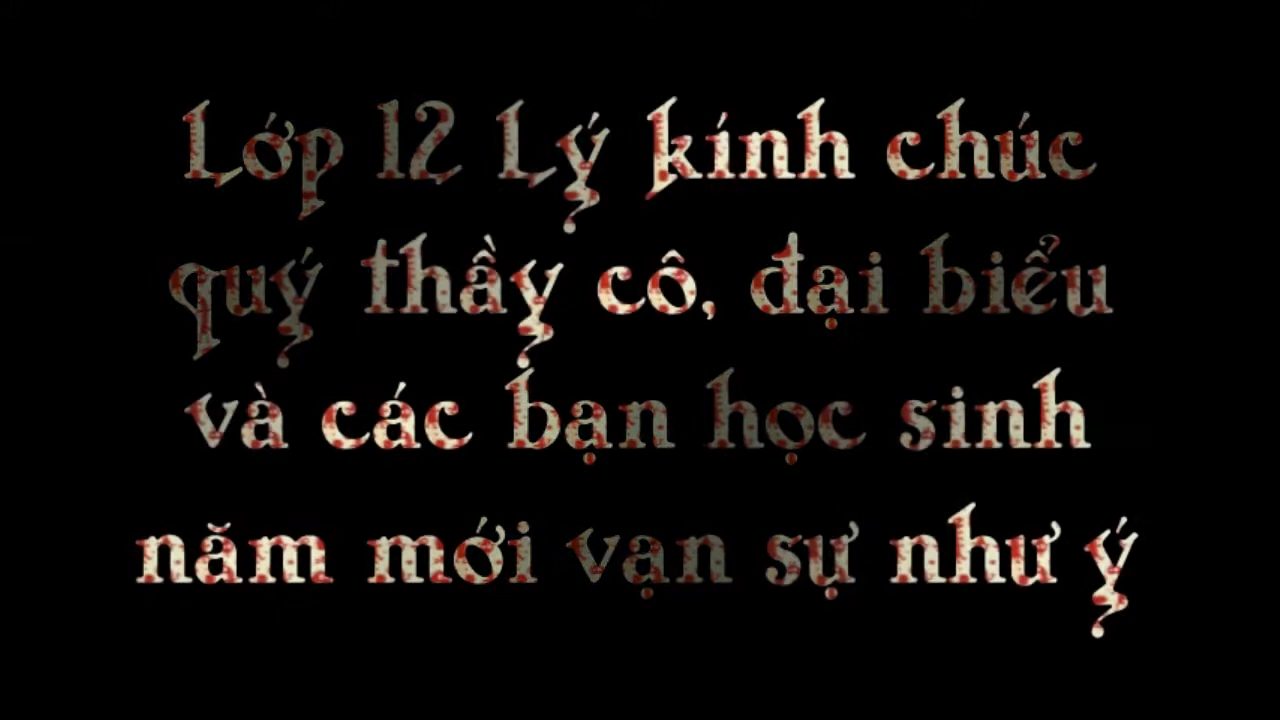 Lớp 12 Lý kính chúc
quý thầy cô, đại biểu
và các bạn học sinh
năm mới vạn sự như ý